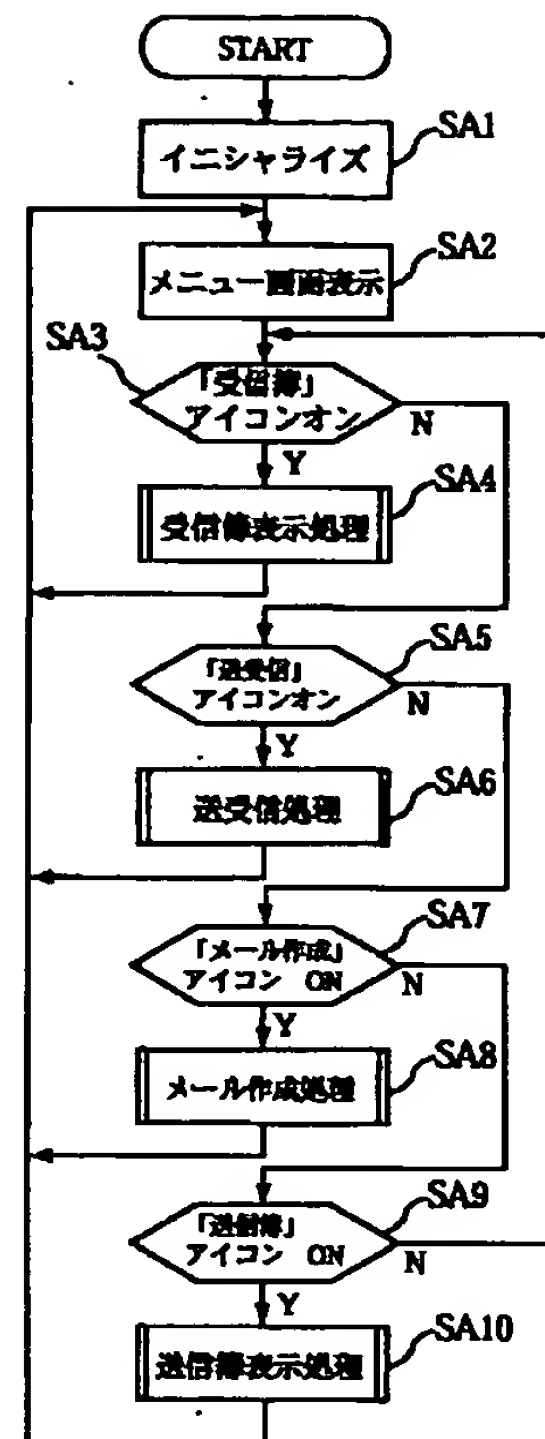 START
イニシャライズ
SA1
メニュー画面表示
SA2
SA3
「受信簿」
アイコンオン
N
Y
受信簿表示処理
SA4
「送受信」
アイコンオン
SA5
N
Y
送受信処理
SA6
「メール作成」
アイコン ON
SA7
N
Y
メール作成処理
SA8
「送信簿」
アイコン ON
SA9
N
Y
送信簿表示処理
SA10